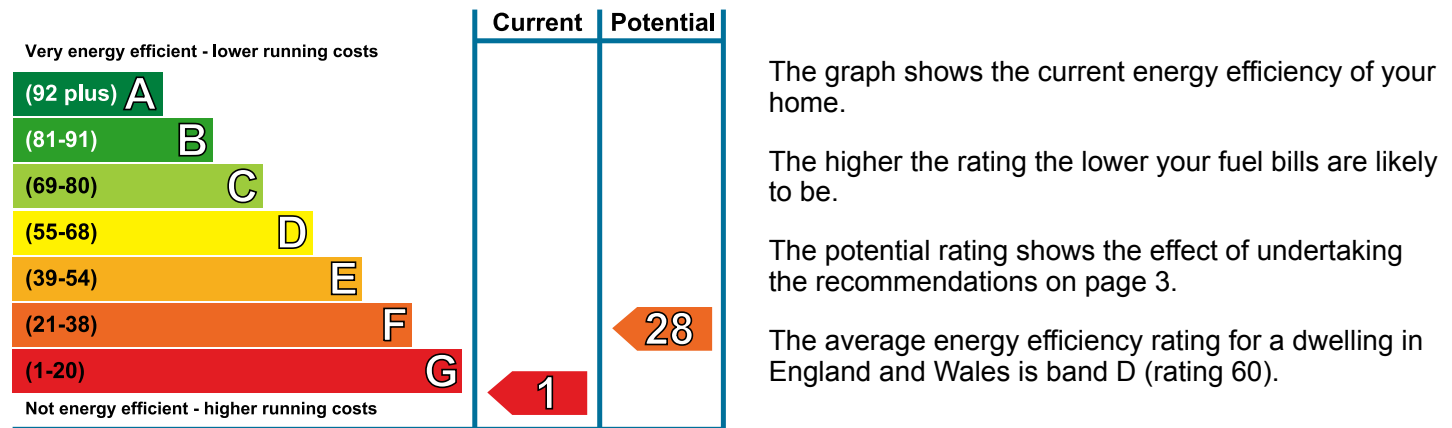 Current Potential
Very energy efficient - lower running costs
(92 plus) A
(81-91) B
(69-80) C
(55-68) D
(39-54) E
(21-38) F
28
(1-20) G
1
Not energy efficient - higher running costs
The graph shows the current energy efficiency of your
home.
The higher the rating the lower your fuel bills are likely
to be.
The potential rating shows the effect of undertaking
the recommendations on page 3.
The average energy efficiency rating for a dwelling in
England and Wales is band D (rating 60).